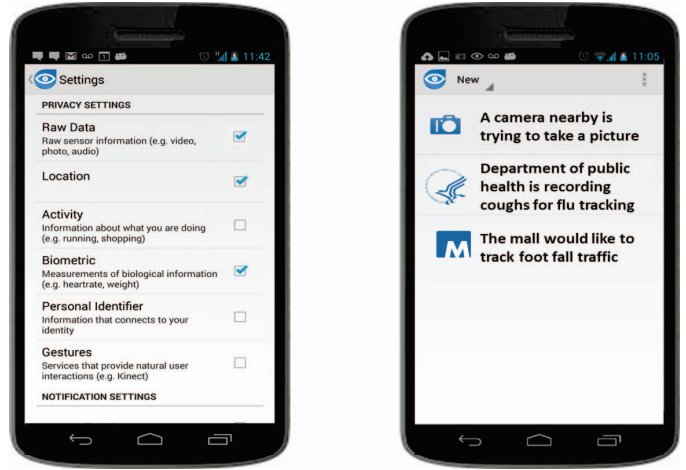 11:42
Settings
PRIVACY SETTINGS
Raw Data
Raw sensor information (e.g. video,
photo, audio)
Location
Activity
Information about what you are doing
(e.g. running, shopping)
Biometric
Measurements of biological information
(e.g. heartrate, weight)
Personal Identifier
Information that connects to your
identity
Gestures
Services that provide natural user
interactions (e.g. Kinect)
NOTIFICATION SETTINGS
11:05
New
A camera nearby is
trying to take a picture
Department of public
health is recording
coughs for flu tracking
M
The mall would like to
track foot fall traffic